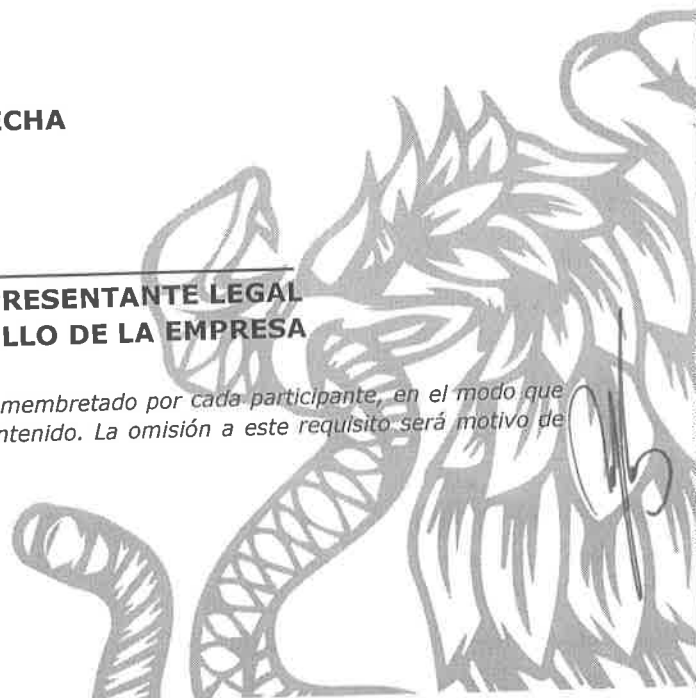 ECHA
RESENTANTE LEGAL
LLO DE LA EMPRESA
membretado por cada participante, en el modo que
ntenido. La omisión a este requisito será motivo de